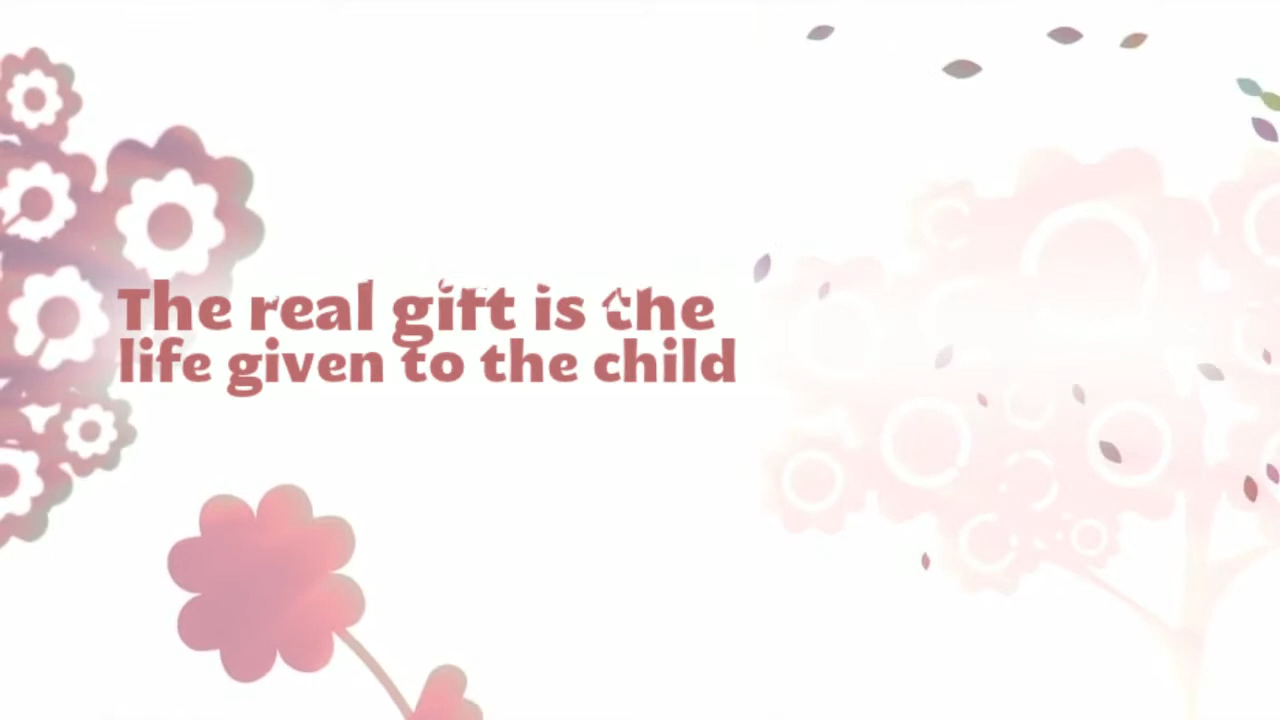 The real gift is the
life given to the child